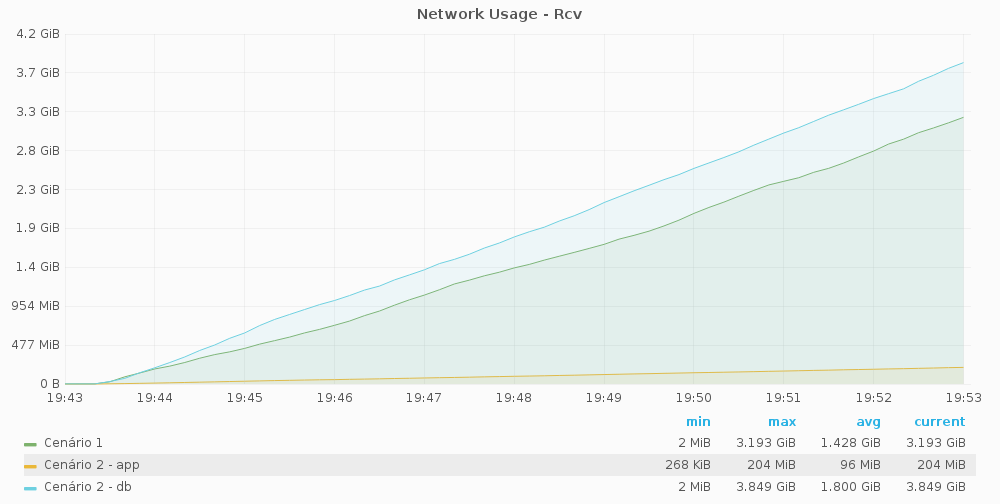 Network Usage - Rcv
4.2 GiB
3.7 GiB
3.3 GiB
2.8 GiB
2.3 GiB
1.9 GiB
1.4 GiB
954 MiB
477 MiB
0 B
19:43 19:44 19:45 19:46 19:47 19:48 19:49 19:50 19:51 19:52 19:53
min max avg current
Cenário 1 2 MiB 3.193 GiB 1.428 GiB 3.193 GiB
Cenário 2 - app 268 KiB 204 MiB 96 MiB 204 MiB
Cenário 2 - db 2 MiB 3.849 GiB 1.800 GiB 3.849 GiB